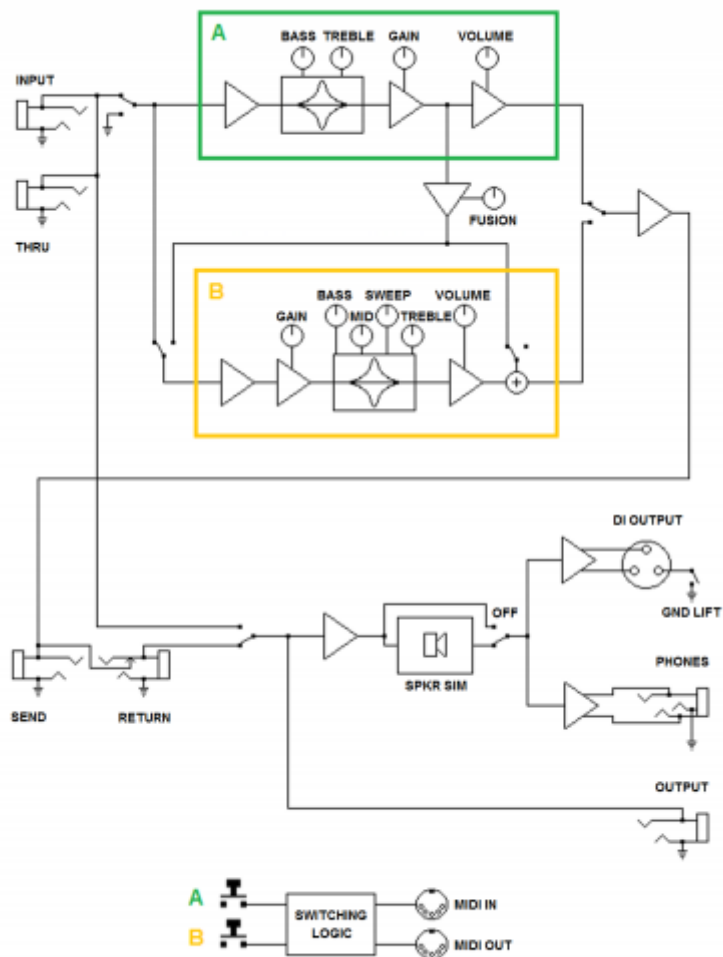 A
BASS TREBLE GAIN VOLUME
INPUT
THRU
FUSION
B
BASS SWEEP VOLUME
GAIN MID TREBLE
DI OUTPUT
OFF
GND LIFT
SPKR SIM
PHONES
SEND RETURN
OUTPUT
A
SWITCHING
LOGIC
MIDI IN
B
MIDI OUT